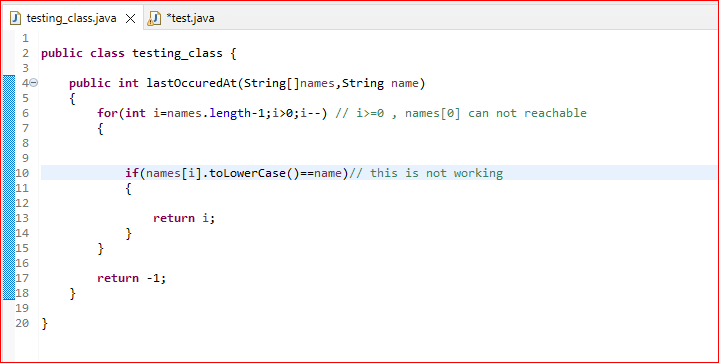 testing_class.java *test.java
1
2 public class testing_class {
3
4 public int lastOccuredAt(String[]names,String name)
5 {
6 for(int i=names.length-1;i>0;i--) // i>=0 , names[0] can not reachable
7 {
8
9
10 if(names[i].toLowerCase()==name)// this is not working
11 {
12
13 return i;
14 }
15 }
16
17 return -1;
18 }
19
20 }